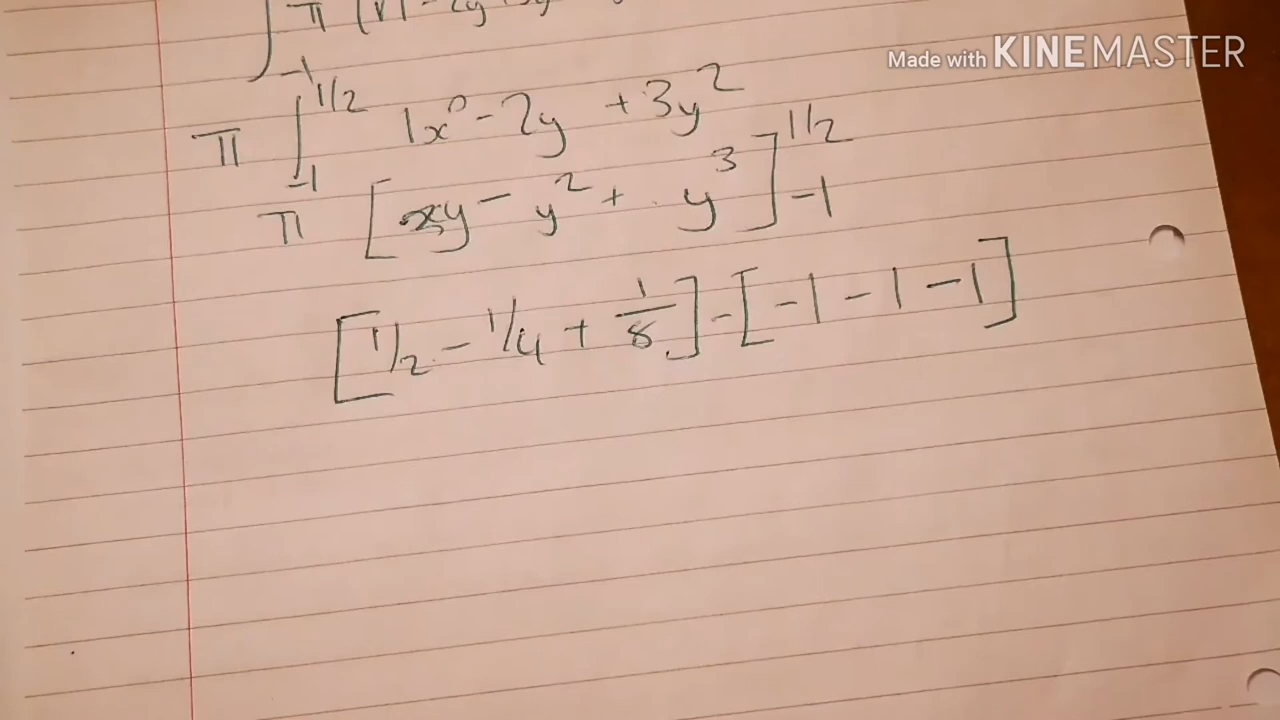 Made with KINEMASTER
∫ -1 π (
π ∫ -1 1/2 1x⁰ - 2y + 3y²
π [xy - y² + y³] 1/2 -1
[1/2 - 1/4 + 1/8] - [-1 - 1 - 1]